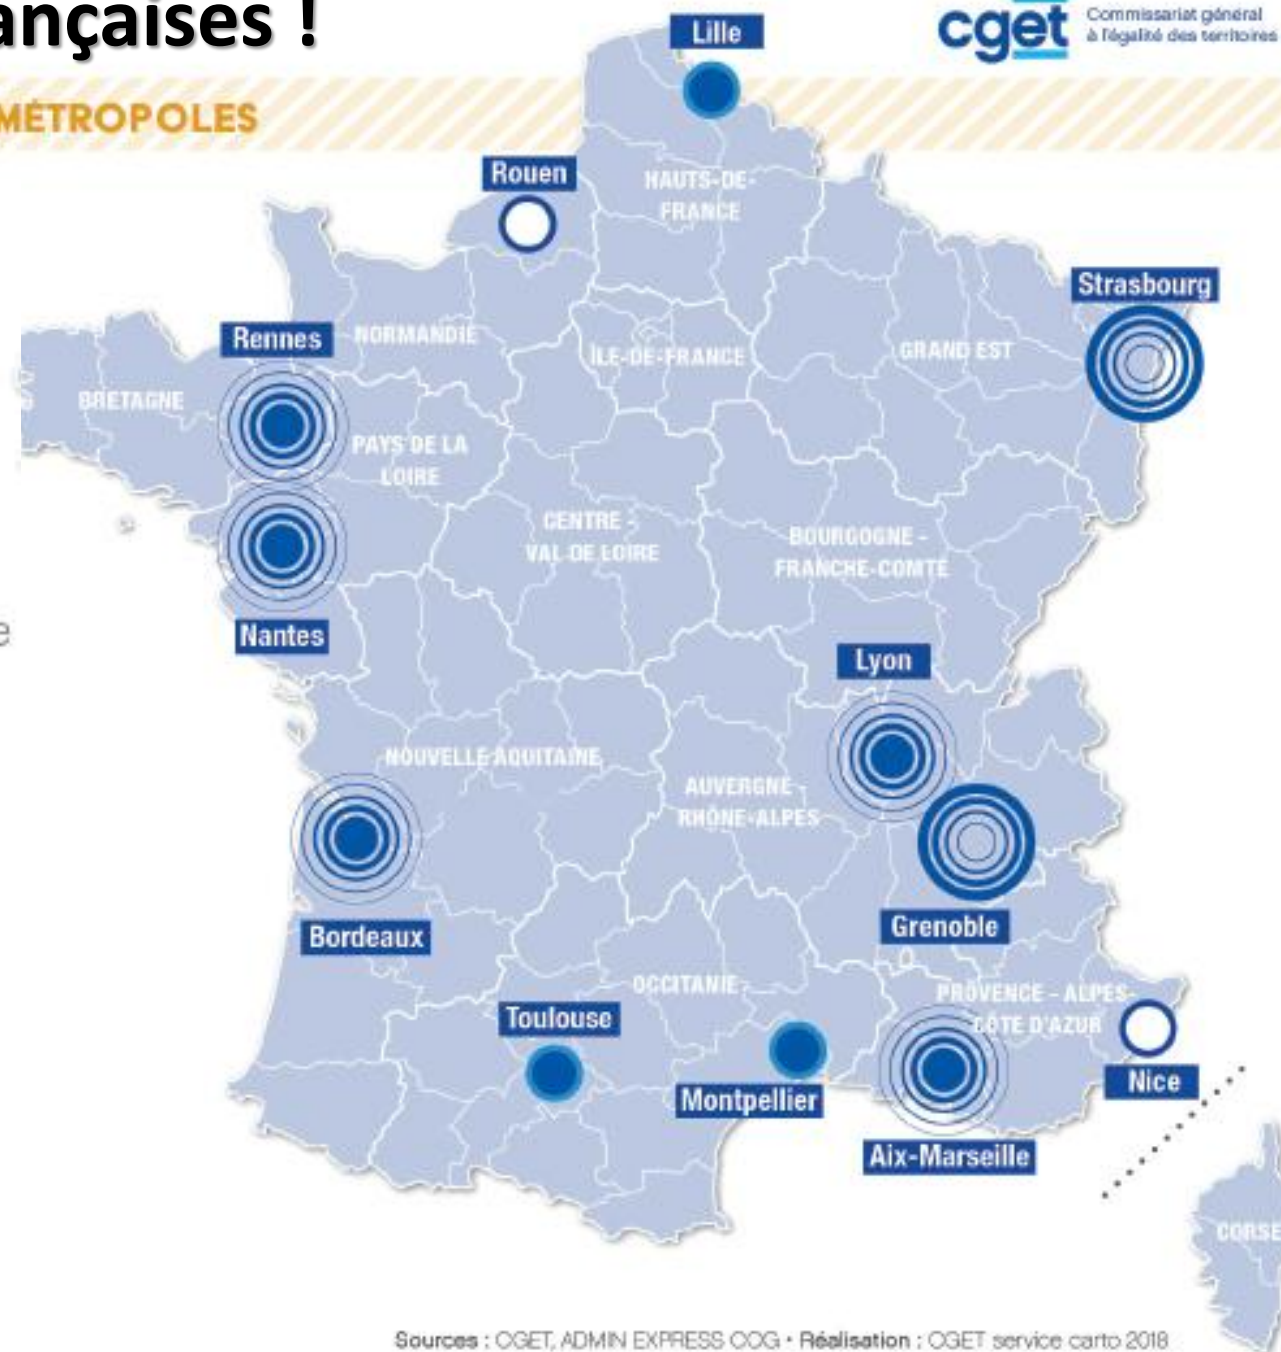 ançaises !
cget
Commissariat général
à l'égalité des territoires
MÉTROPOLES
Lille
Rouen
HAUTS-DE-
FRANCE
Strasbourg
Rennes
NORMANDIE
ÎLE-DE-FRANCE
GRAND EST
BRETAGNE
PAYS DE LA
LOIRE
CENTRE -
VAL DE LOIRE
BOURGOGNE -
FRANCHE-COMTÉ
e
Nantes
Lyon
NOUVELLE AQUITAINE
AUVERGNE -
RHÔNE-ALPES
Bordeaux
Grenoble
OCCITANIE
PROVENCE - ALPES-
CÔTE D'AZUR
Toulouse
Montpellier
Nice
Aix-Marseille
CORSE
Sources : CGET, ADMIN EXPRESS COG • Réalisation : CGET service carto 2018